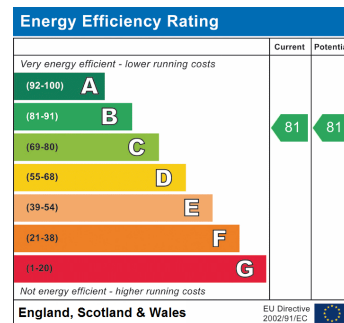 Energy Efficiency Rating
Current Potentia
Very energy efficient - lower running costs
(92-100) A
(81-91) B
81 81
(69-80) C
(55-68) D
(39-54) E
(21-38) F
(1-20) G
Not energy efficient - higher running costs
England, Scotland & Wales
EU Directive
2002/91/EC